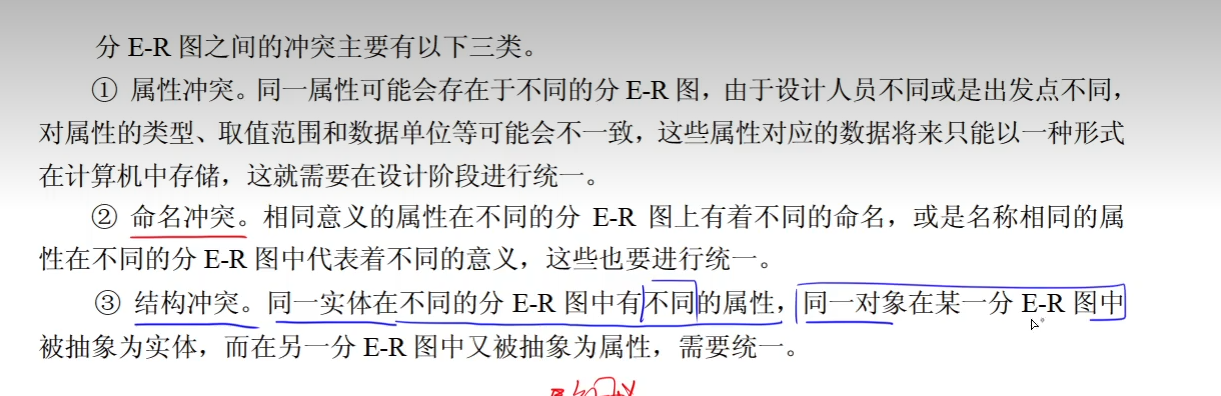 分 E-R 图之间的冲突主要有以下三类。
① 属性冲突。同一属性可能会存在于不同的分 E-R 图，由于设计人员不同或是出发点不同，
对属性的类型、取值范围和数据单位等可能会不一致，这些属性对应的数据将来只能以一种形式
在计算机中存储，这就需要在设计阶段进行统一。
② 命名冲突。相同意义的属性在不同的分 E-R 图上有着不同的命名，或是名称相同的属
性在不同的分 E-R 图中代表着不同的意义，这些也要进行统一。
③ 结构冲突。同一实体在不同的分 E-R 图中有不同的属性，同一对象在某一分 E-R 图中
被抽象为实体，而在另一分 E-R 图中又被抽象为属性，需要统一。